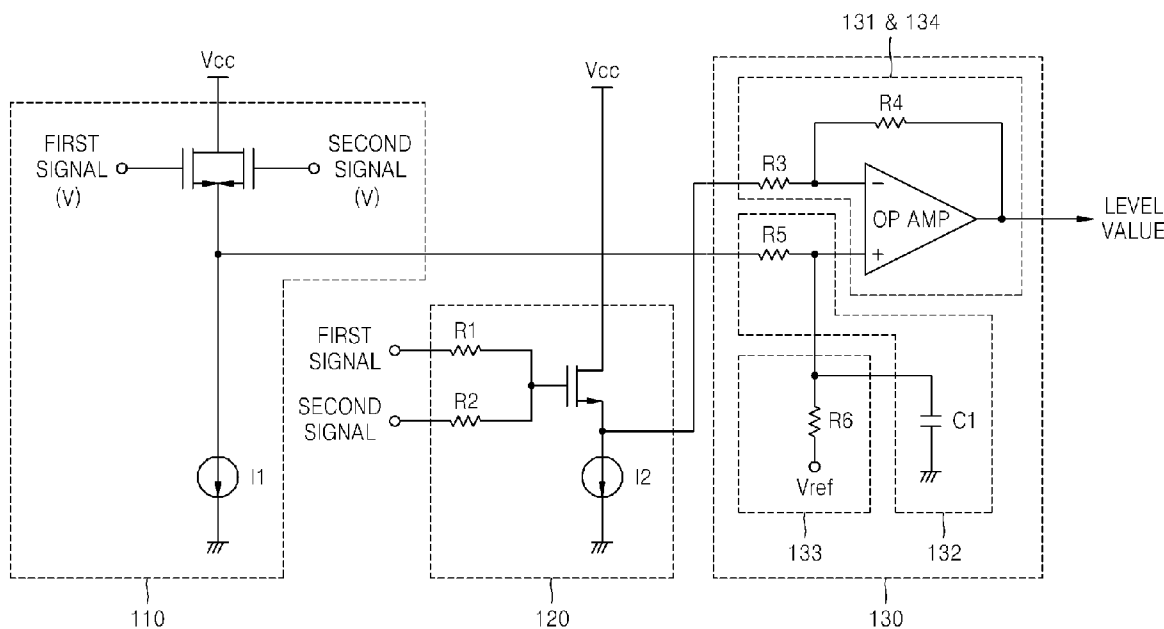 131 & 134
Vcc
Vcc
FIRST
SIGNAL
(V)
SECOND
SIGNAL
(V)
R4
R3
OP AMP
LEVEL
VALUE
R5
FIRST
SIGNAL
R1
SECOND
SIGNAL
R2
I1
I2
R6
C1
Vref
133
132
110
120
130